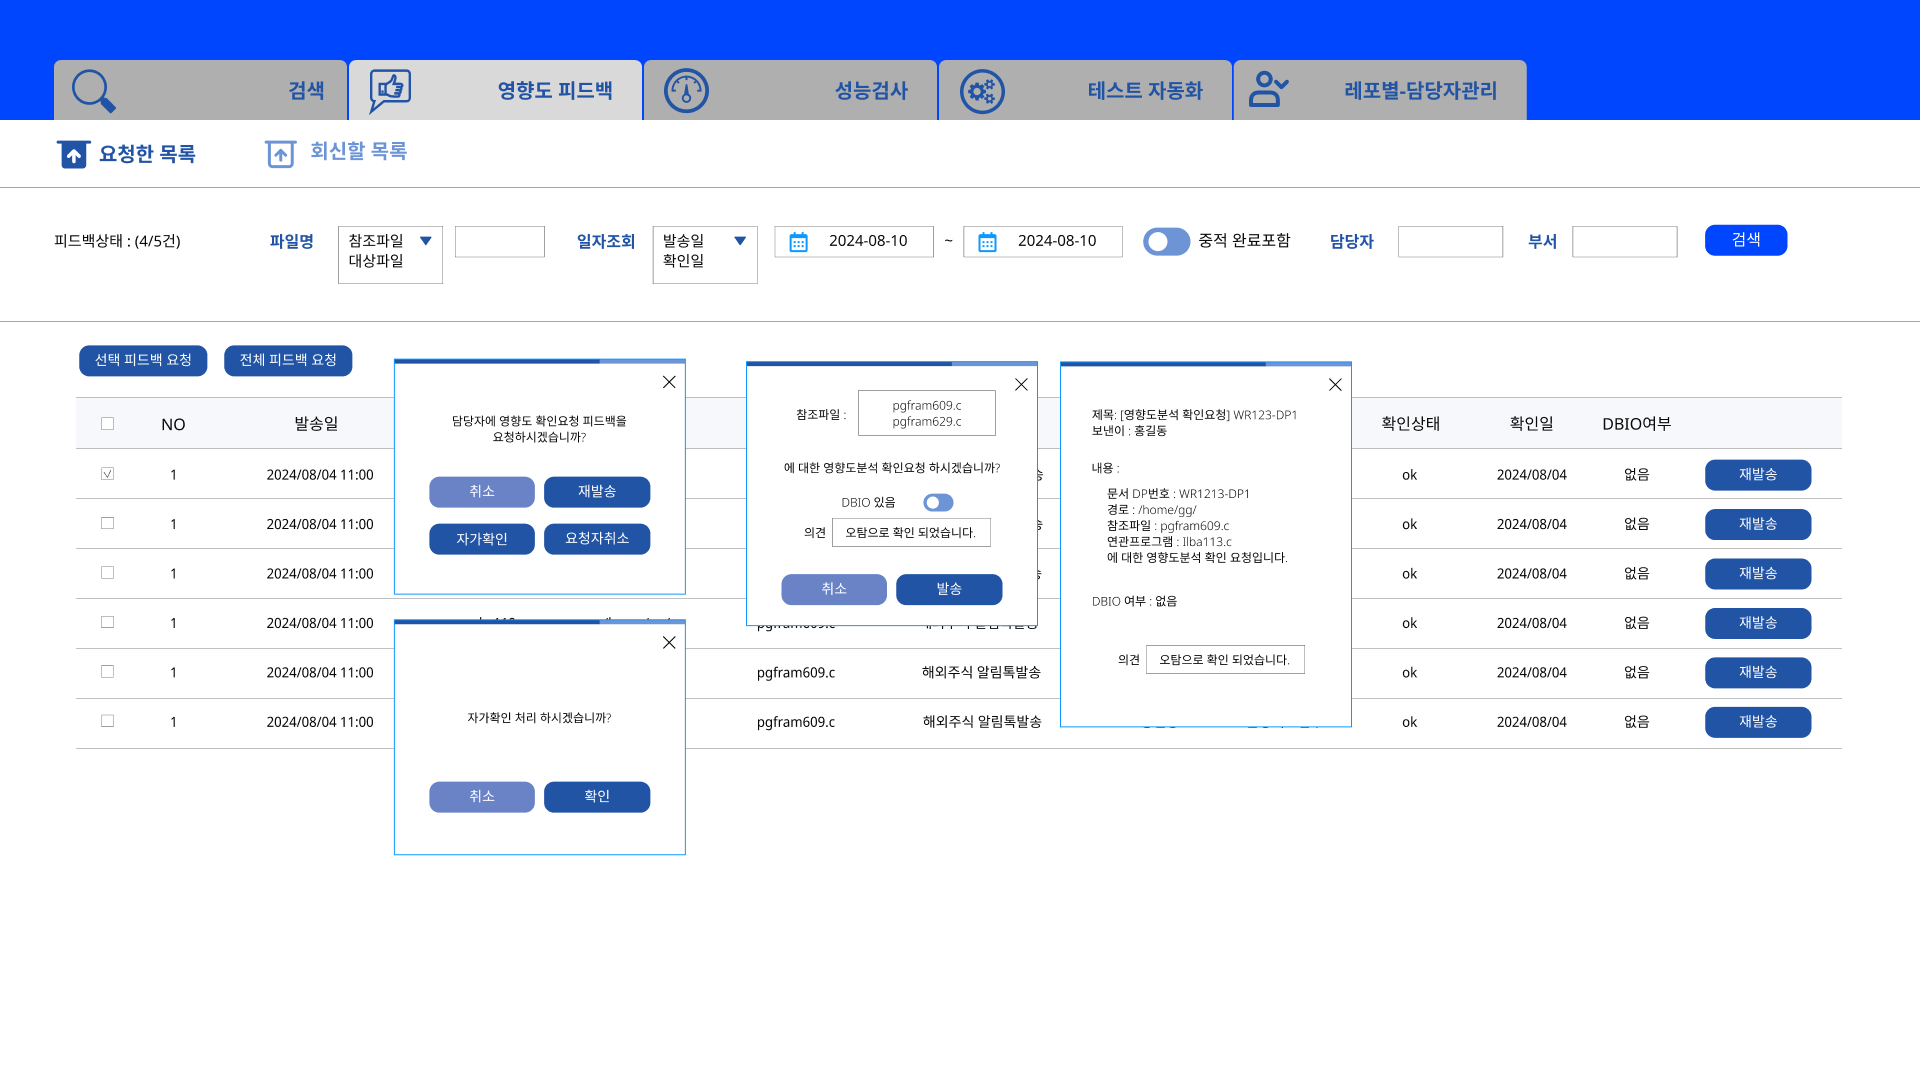 검색
영향도 피드백
성능검사
테스트 자동화
레포별-담당자관리
요청한 목록
회신할 목록
피드백상태 : (4/5건)
파일명
참조파일
대상파일
일자조회
발송일
확인일
2024-08-10
~
2024-08-10
중적 완료포함
담당자
부서
검색
선택 피드백 요청
전체 피드백 요청
NO
발송일
확인상태
확인일
DBIO여부
1 2024/08/04 11:00 ok 2024/08/04 없음 재발송
1 2024/08/04 11:00 ok 2024/08/04 없음 재발송
1 2024/08/04 11:00 ok 2024/08/04 없음 재발송
1 2024/08/04 11:00 pgfram609.c ok 2024/08/04 없음 재발송
1 2024/08/04 11:00 pgfram609.c 해외주식 알림톡발송 ok 2024/08/04 없음 재발송
1 2024/08/04 11:00 pgfram609.c 해외주식 알림톡발송 ok 2024/08/04 없음 재발송
담당자에 영향도 확인요청 피드백을
요청하시겠습니까?
취소
재발송
자가확인
요청자취소
자가확인 처리 하시겠습니까?
취소
확인
참조파일 :
pgfram609.c
pgfram629.c
에 대한 영향도분석 확인요청 하시겠습니까?
DBIO 있음
의견
오탐으로 확인 되었습니다.
취소
발송
제목: [영향도분석 확인요청] WR123-DP1
보낸이 : 홍길동
내용 :
문서 DP번호 : WR1213-DP1
경로 : /home/gg/
참조파일 : pgfram609.c
연관프로그램 : Ilba113.c
에 대한 영향도분석 확인 요청입니다.
DBIO 여부 : 없음
의견
오탐으로 확인 되었습니다.